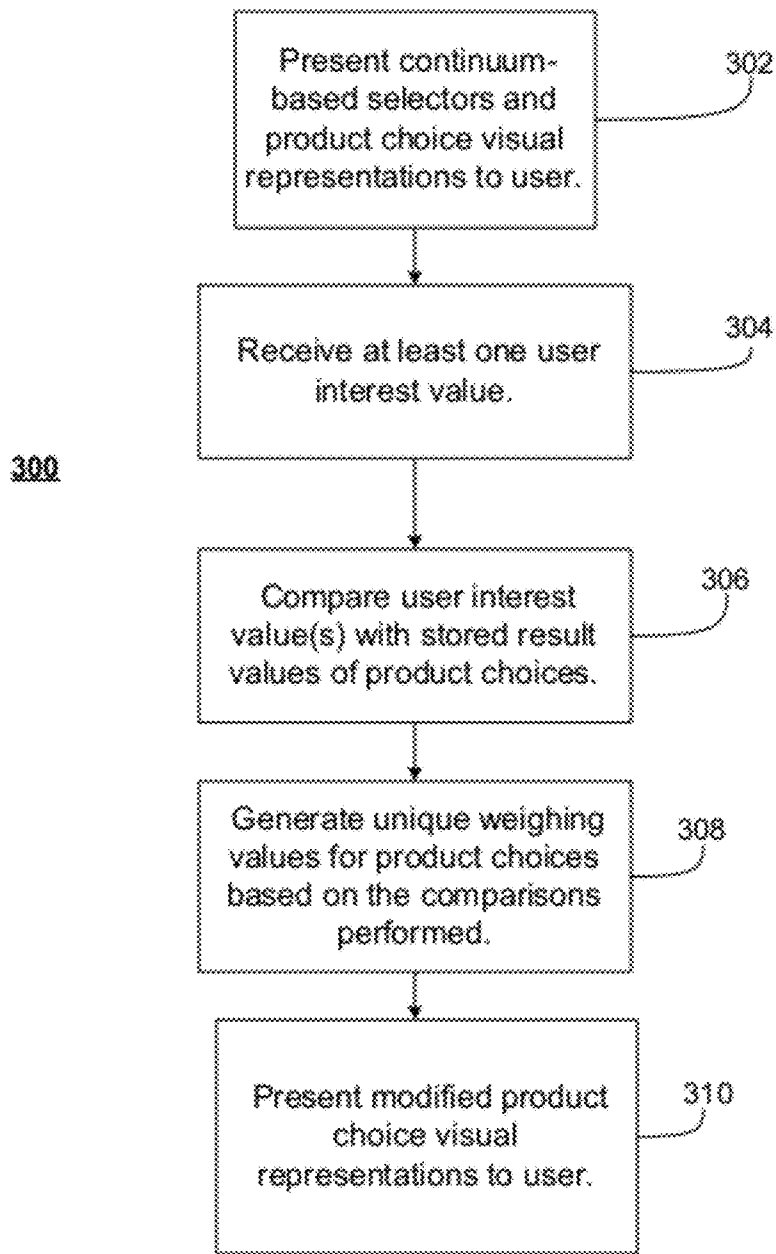 Present continuum-
based selectors and
product choice visual
representations to user.
302
Receive at least one user
interest value.
304
300
Compare user interest
value(s) with stored result
values of product choices.
306
Generate unique weighing
values for product choices
based on the comparisons
performed.
308
Present modified product
choice visual
representations to user.
310